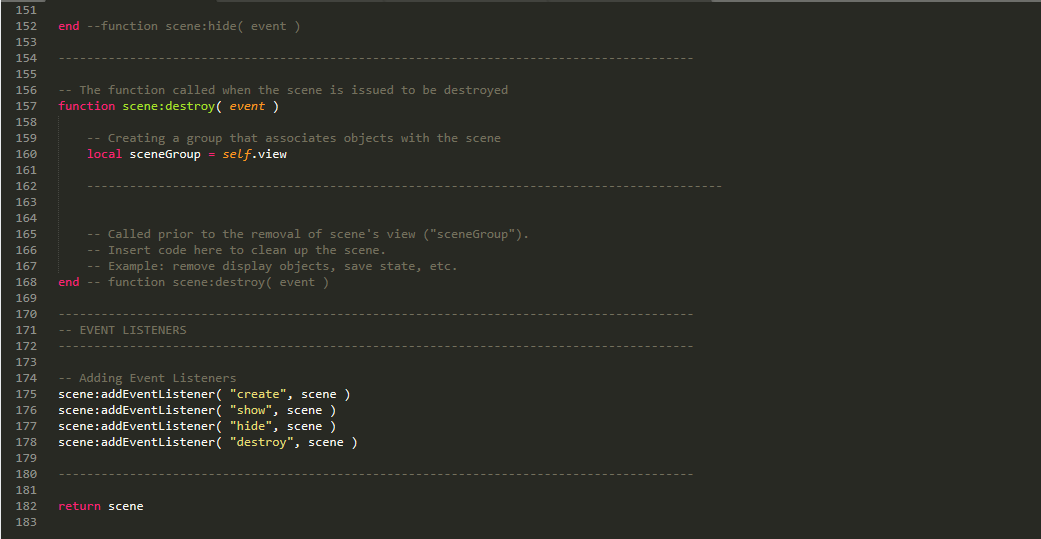 151
152 end --function scene:hide( event )
153
154 -----------------------------------------------------------------------------------------
155
156 -- The function called when the scene is issued to be destroyed
157 function scene:destroy( event )
158
159 -- Creating a group that associates objects with the scene
160 local sceneGroup = self.view
161
162 -----------------------------------------------------------------------------------------
163
164
165 -- Called prior to the removal of scene's view ("sceneGroup").
166 -- Insert code here to clean up the scene.
167 -- Example: remove display objects, save state, etc.
168 end -- function scene:destroy( event )
169
170 -----------------------------------------------------------------------------------------
171 -- EVENT LISTENERS
172 -----------------------------------------------------------------------------------------
173
174 -- Adding Event Listeners
175 scene:addEventListener( "create", scene )
176 scene:addEventListener( "show", scene )
177 scene:addEventListener( "hide", scene )
178 scene:addEventListener( "destroy", scene )
179
180 -----------------------------------------------------------------------------------------
181
182 return scene
183